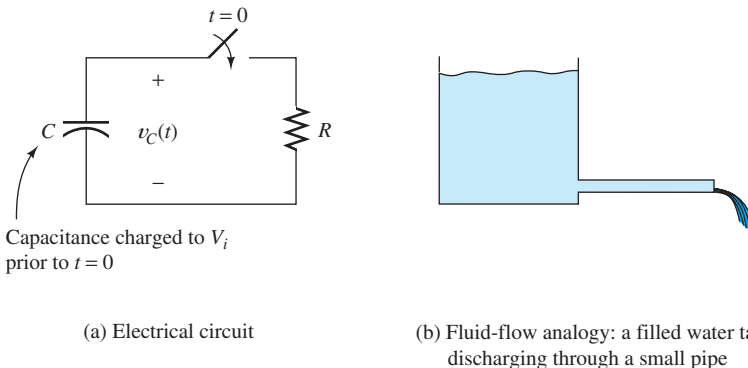 t = 0
+
C
v_C(t)
R
−
Capacitance charged to V_i
prior to t = 0
(a) Electrical circuit
(b) Fluid-flow analogy: a filled water ta
discharging through a small pipe